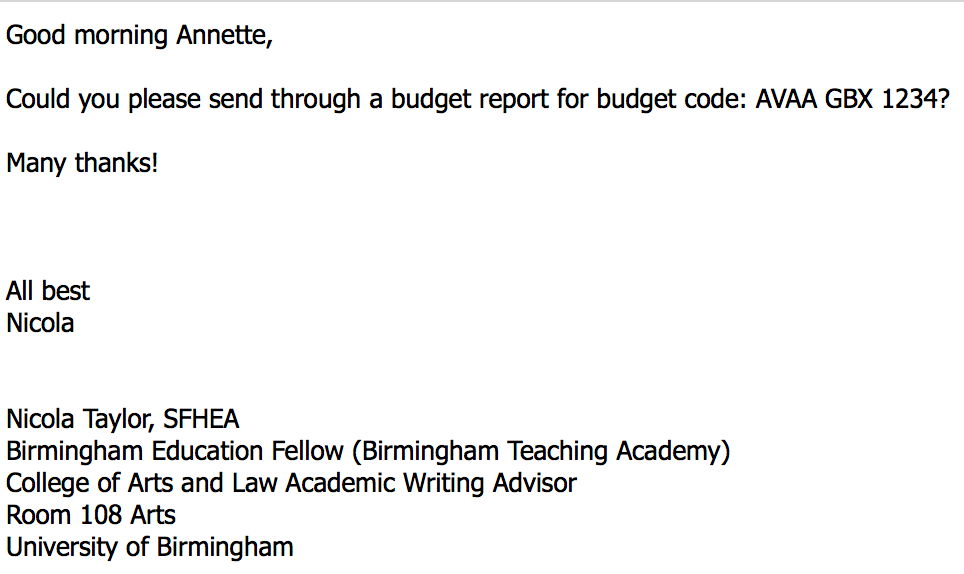 Good morning Annette,
Could you please send through a budget report for budget code: AVAA GBX 1234?
Many thanks!
All best
Nicola
Nicola Taylor, SFHEA
Birmingham Education Fellow (Birmingham Teaching Academy)
College of Arts and Law Academic Writing Advisor
Room 108 Arts
University of Birmingham